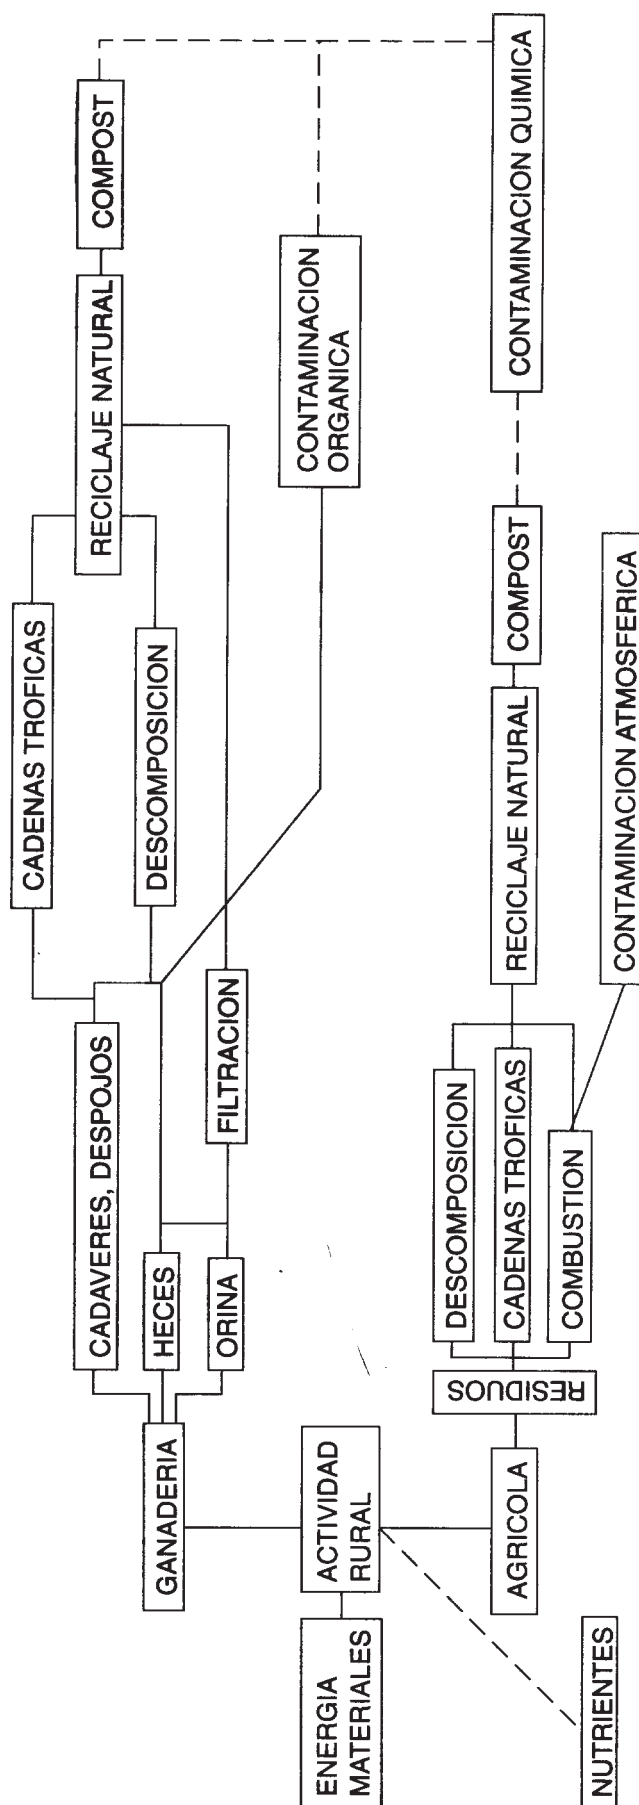 ENERGIA
MATERIALES
NUTRIENTES
ACTIVIDAD
RURAL
GANADERIA
AGRICOLA
CADAVERES, DESPOJOS
HECES
ORINA
RESIDUOS
FILTRACION
CADENAS TROFICAS
DESCOMPOSICION
RECICLAJE NATURAL
COMPOST
CONTAMINACION
ORGANICA
DESCOMPOSICION
CADENAS TROFICAS
COMBUSTION
RECICLAJE NATURAL
COMPOST
CONTAMINACION ATMOSFERICA
CONTAMINACION QUIMICA